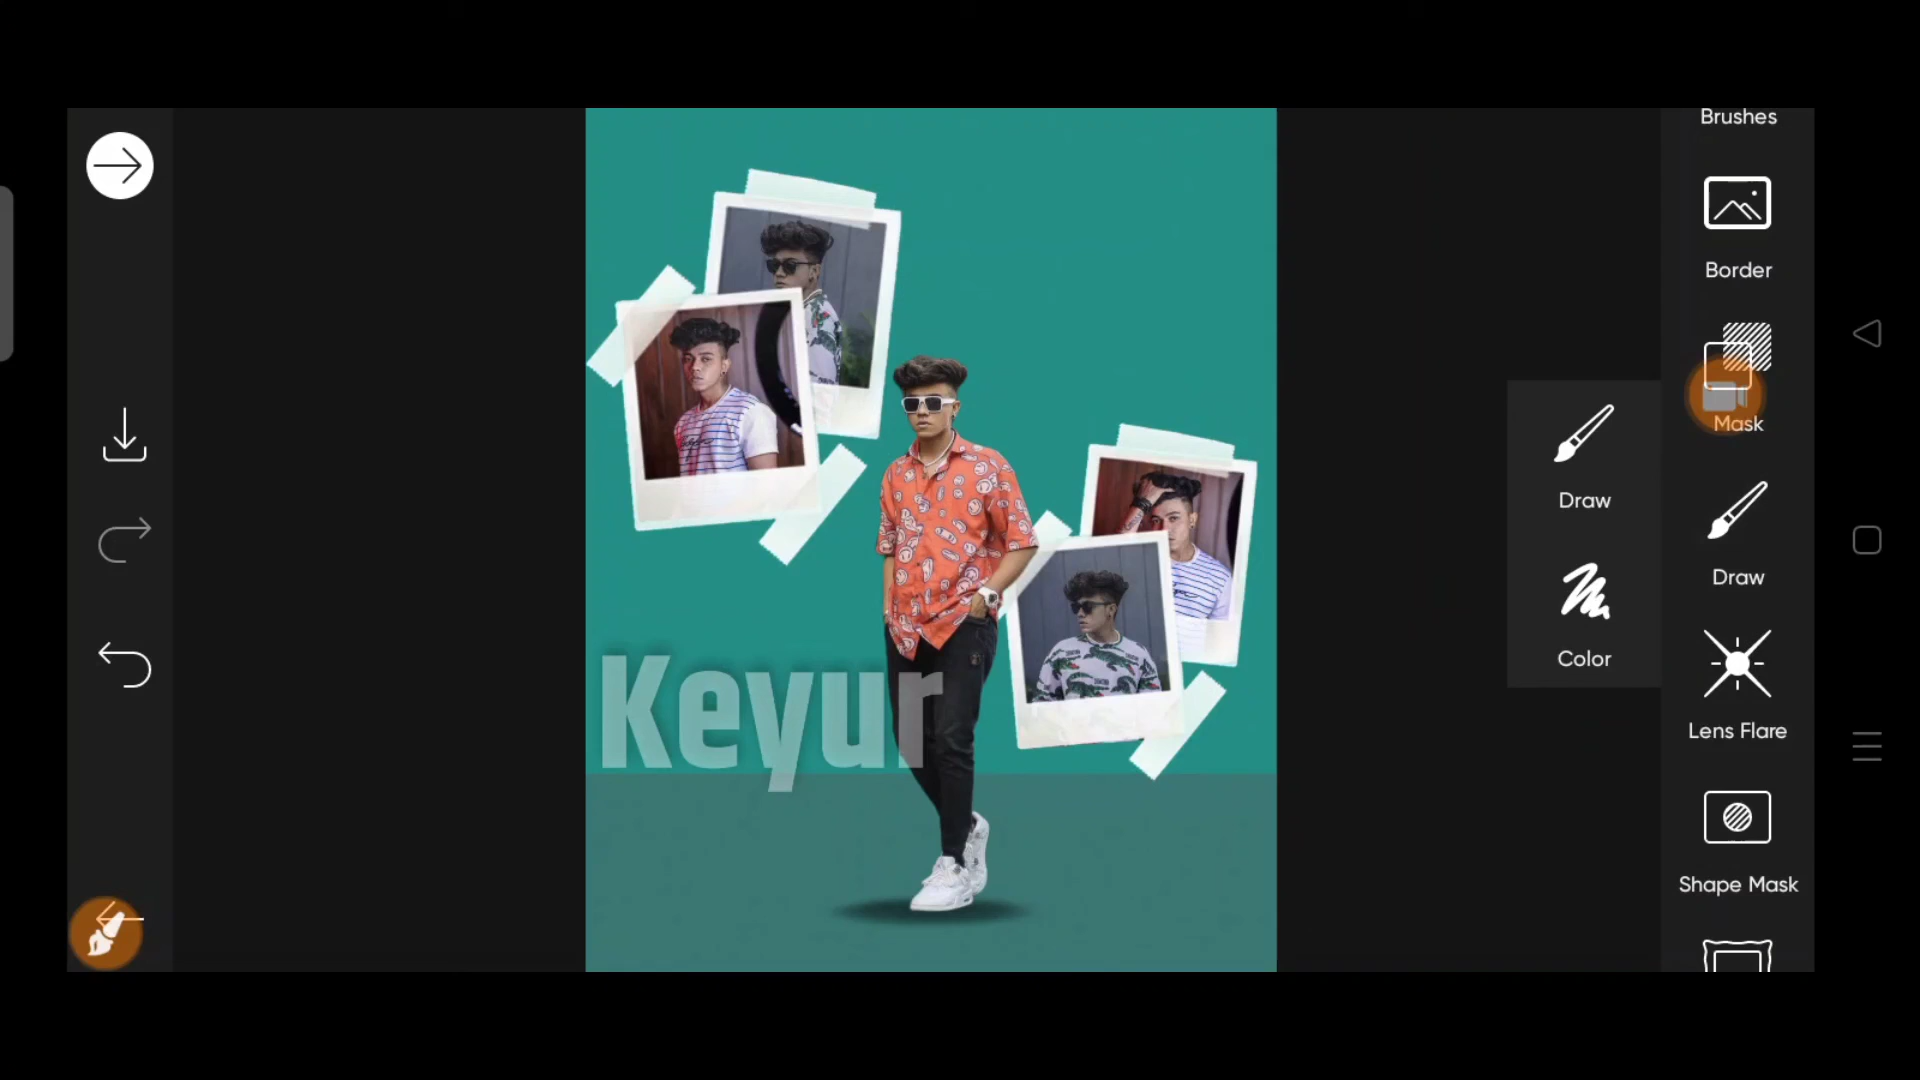 Brushes
Border
Mask
Draw
Draw
Color
Lens Flare
Shape Mask
Keyur